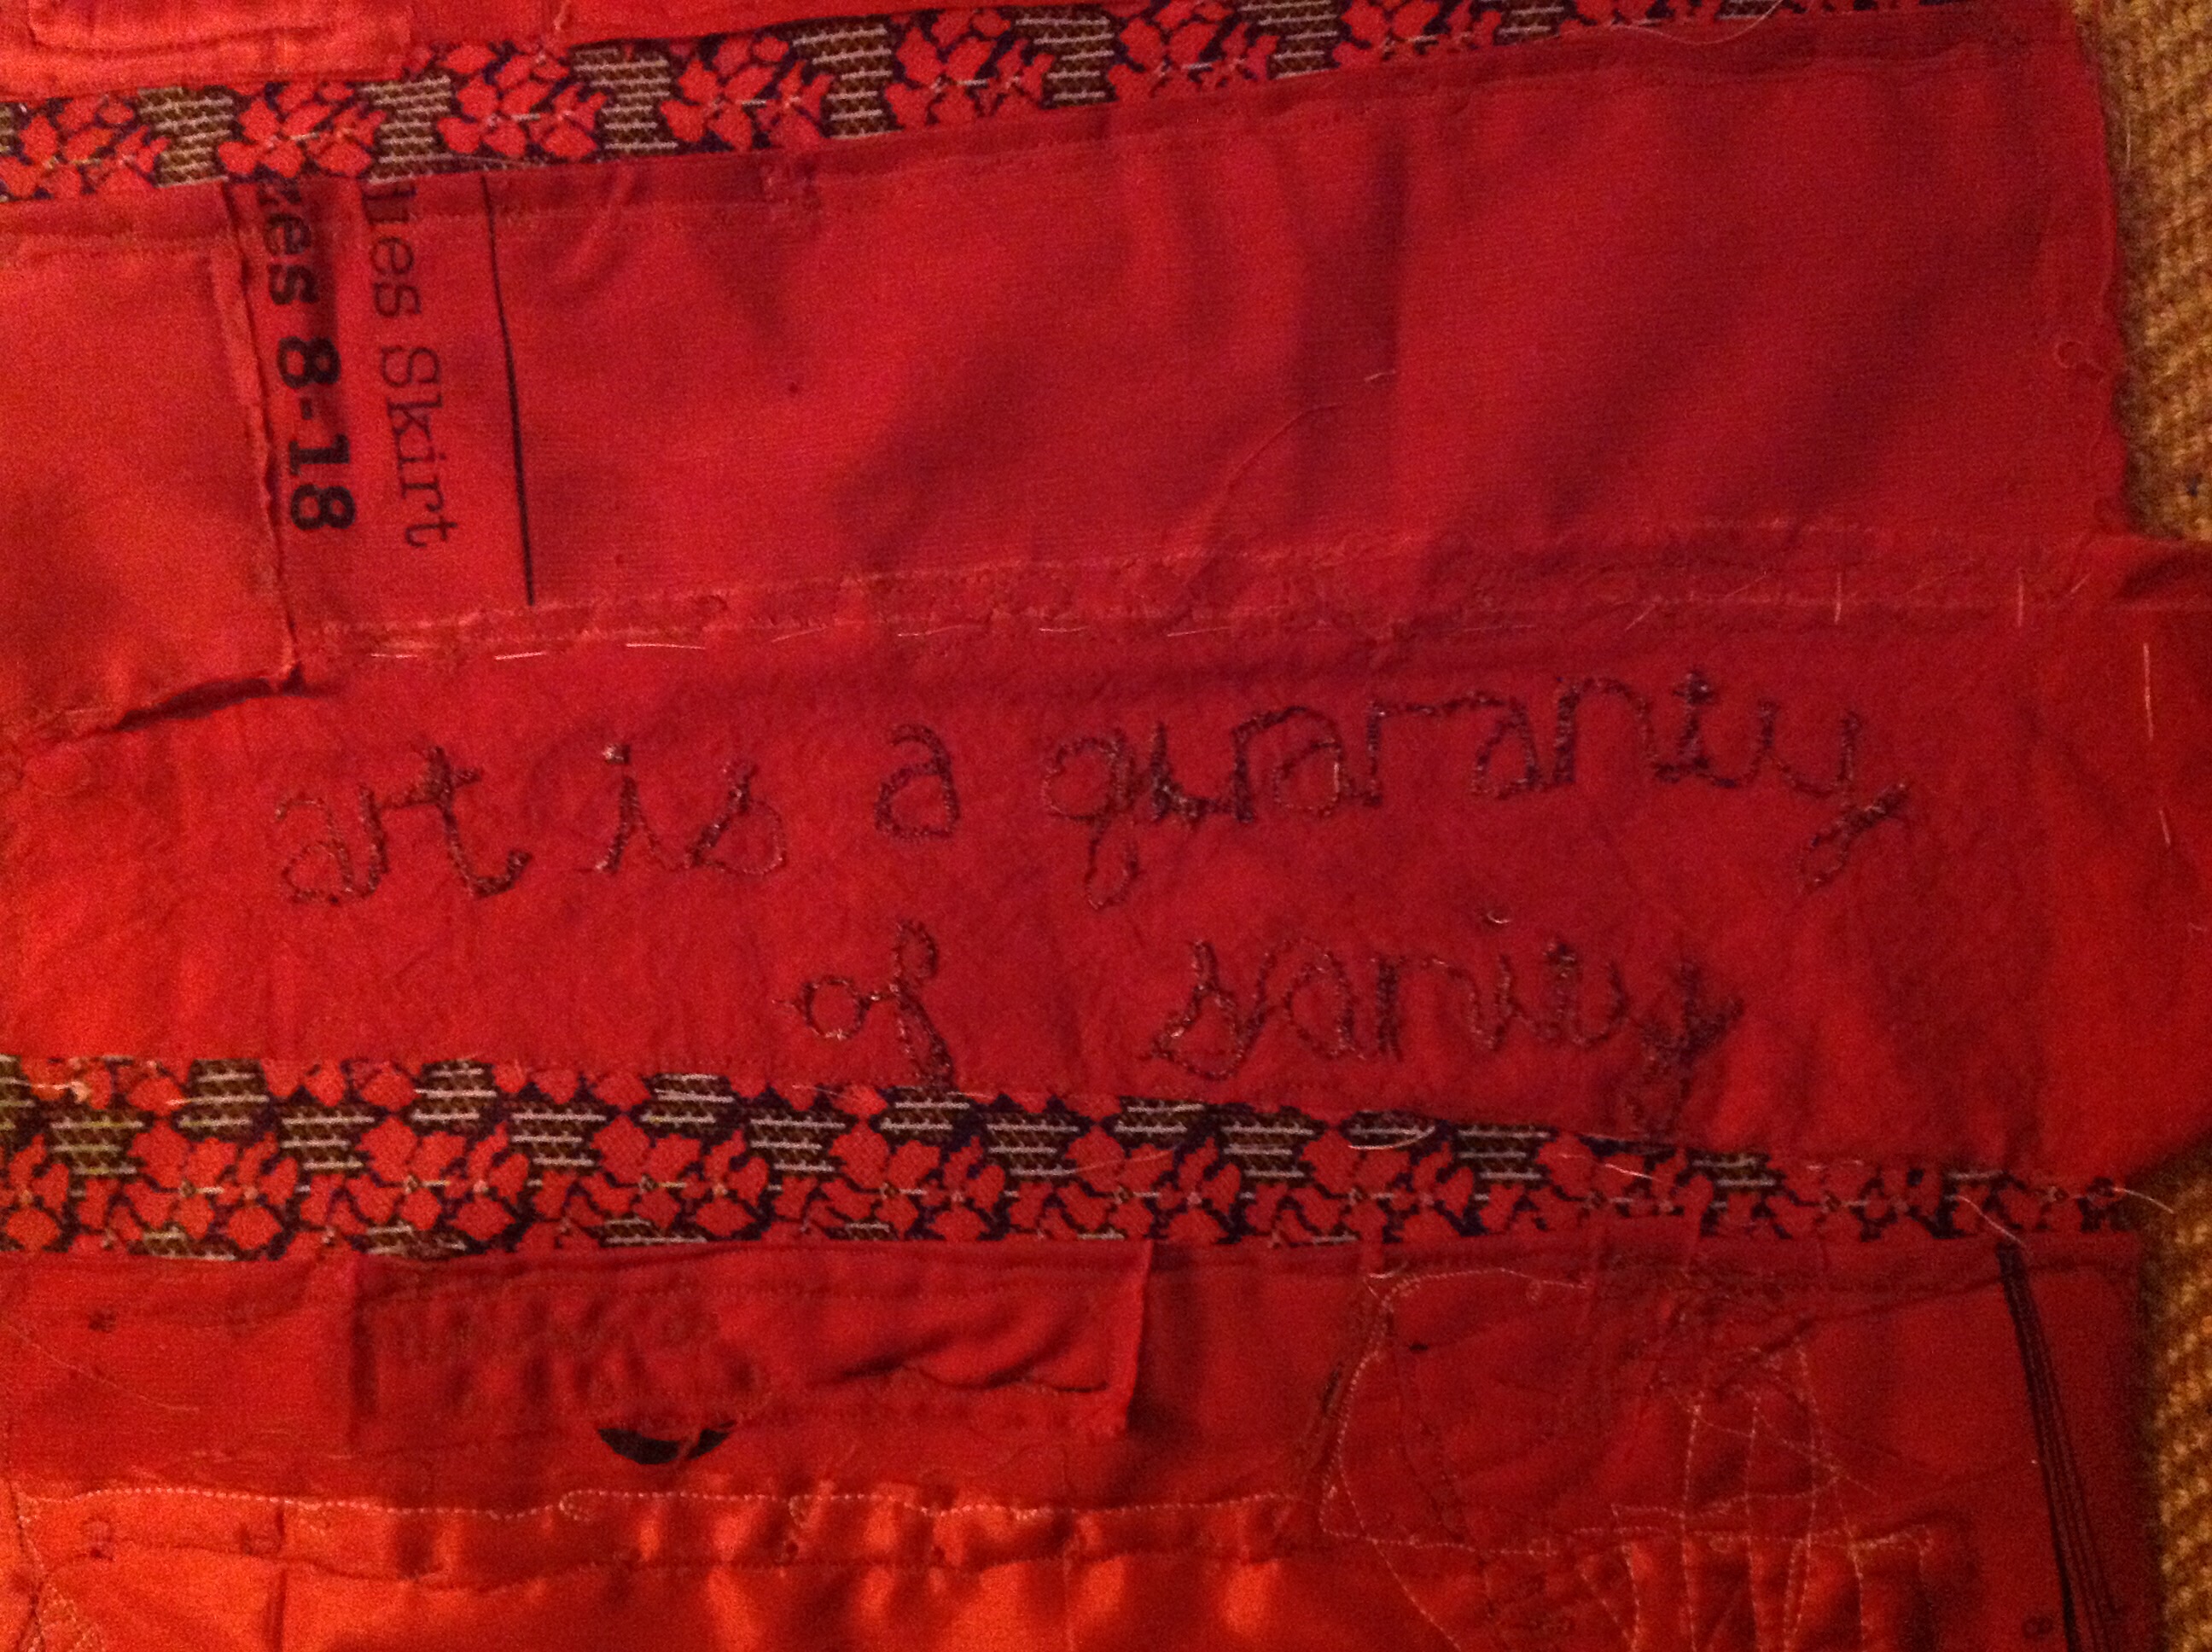 Skirt
8-18
art is a guaranty
of sanity